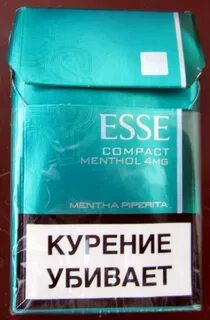 ESSE
COMPACT
MENTHOL 4MG
MENTHA PIPERITA
КУРЕНИЕ
УБИВАЕТ